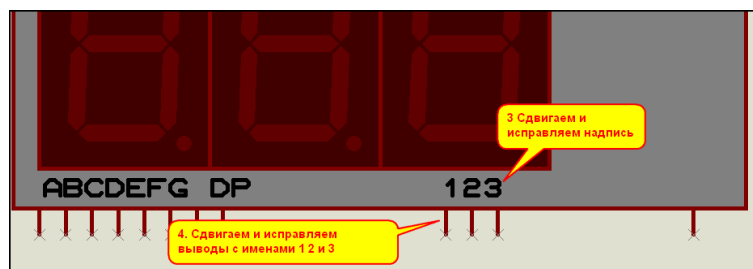 3 Сдвигаем и
исправляем надпись
ABCDEFG DP 123
4. Сдвигаем и исправляем
выводы с именами 1 2 и 3